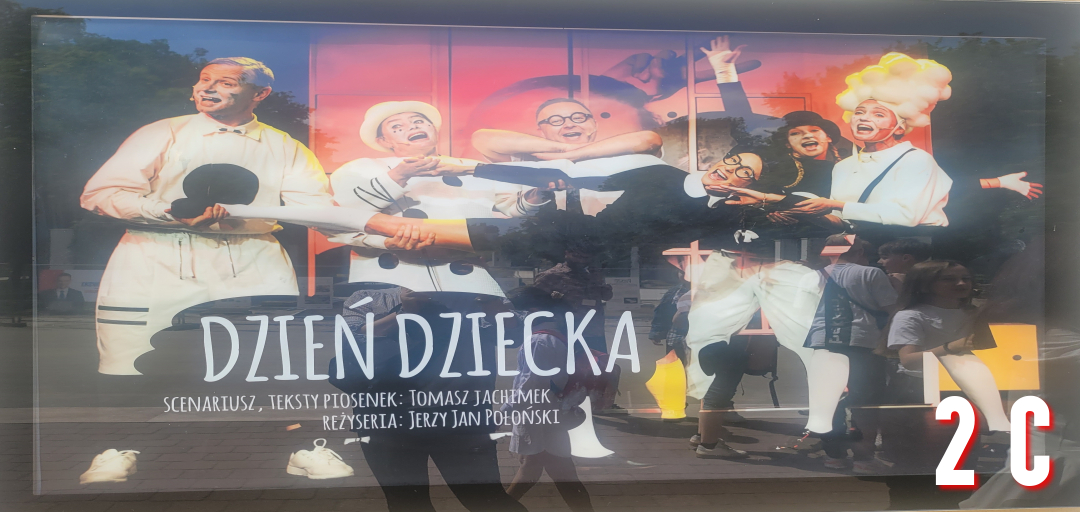 DZIEŃ DZIECKA
SCENARIUSZ, TEKSTY PIOSENEK: TOMASZ JACHIMEK
REŻYSERIA: JERZY JAN POŁOŃSKI
2 C